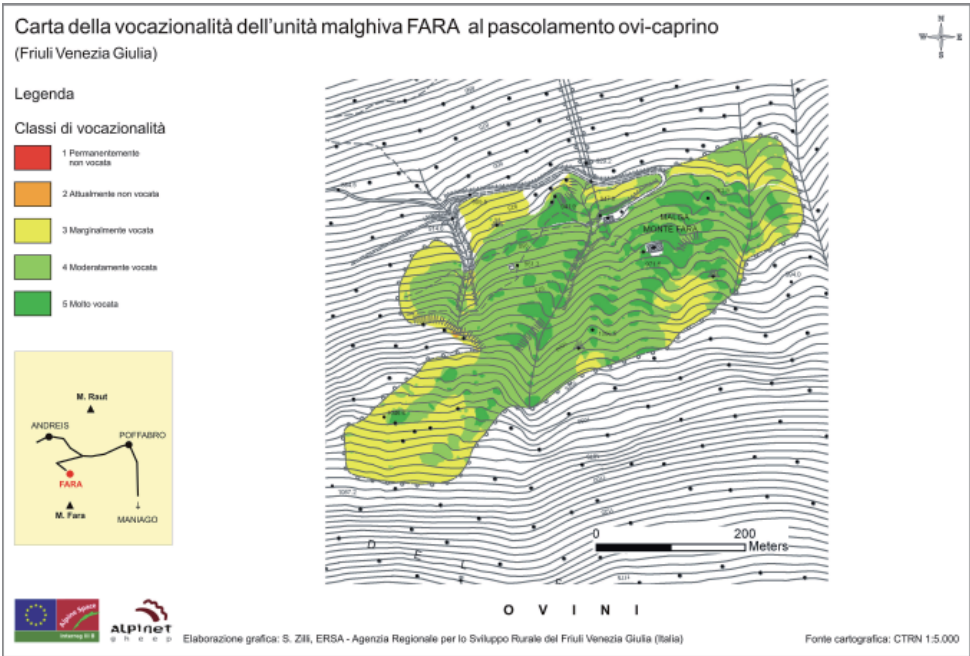 Carta della vocazionalità dell'unità malghiva FARA al pascolamento ovi-caprino
(Friuli Venezia Giulia)
N
W E
S
Legenda
Classi di vocazionalità
1 Permanentemente
non vocata
2 Attualmente non vocata
3 Marginalmente vocata
4 Moderatamente vocata
5 Molto vocata
MALGA
MONTE FARA
M. Raut
ANDREIS
POFFABRO
FARA
M. Fara
MANIAGO
D E L
0 200
Meters
O V I N I
Alpine Space
Interreg III B
ALPINET
gheep
Elaborazione grafica: S. Zilli, ERSA - Agenzia Regionale per lo Sviluppo Rurale del Friuli Venezia Giulia (Italia)
Fonte cartografica: CTRN 1:5.000